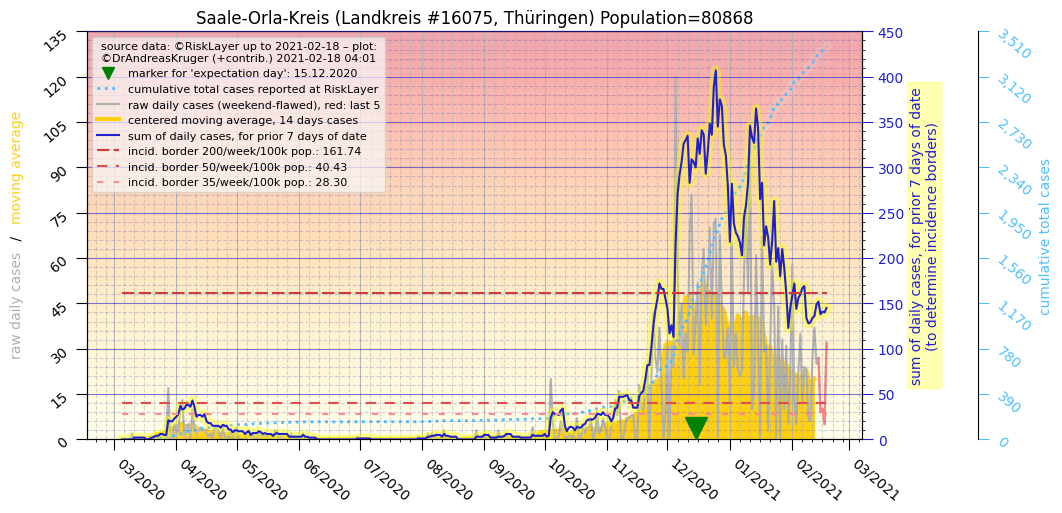 Saale-Orla-Kreis (Landkreis #16075, Thüringen) Population=80868
source data: ©RiskLayer up to 2021-02-18 – plot:
©DrAndreasKruger (+contrib.) 2021-02-18 04:01
marker for 'expectation day': 15.12.2020
cumulative total cases reported at RiskLayer
raw daily cases (weekend-flawed), red: last 5
centered moving average, 14 days cases
sum of daily cases, for prior 7 days of date
incid. border 200/week/100k pop.: 161.74
incid. border 50/week/100k pop.: 40.43
incid. border 35/week/100k pop.: 28.30
raw daily cases / moving average
135
120
105
90
75
60
45
30
15
0
03/2020
04/2020
05/2020
06/2020
07/2020
08/2020
09/2020
10/2020
11/2020
12/2020
01/2021
02/2021
03/2021
450
400
350
300
250
200
150
100
50
0
sum of daily cases, for prior 7 days of date
(to determine incidence borders)
3,510
3,120
2,730
2,340
1,950
1,560
1,170
780
390
0
cumulative total cases